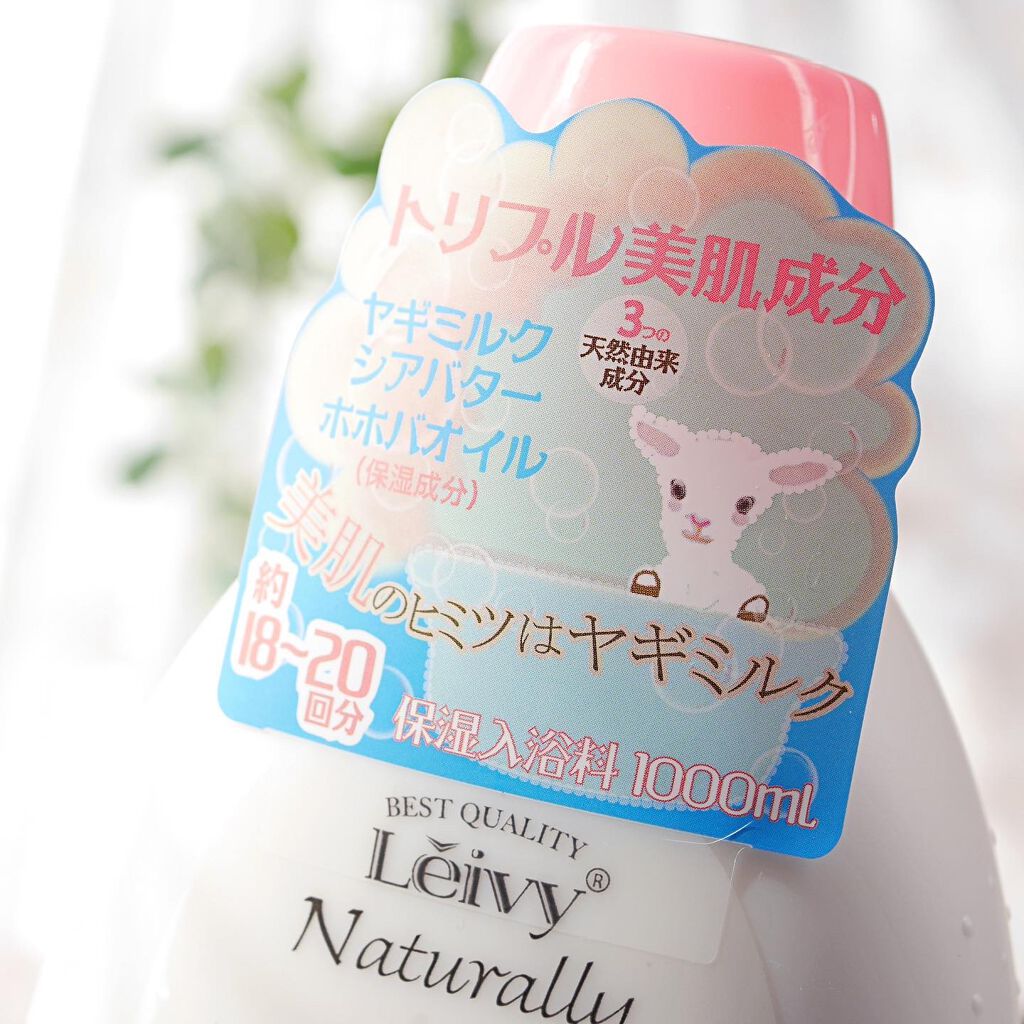 トリプル美肌成分
ヤギミルク
シアバター
ホホバオイル
(保湿成分)
3つの
天然由来
成分
美肌のヒミツはヤギミルク
約
18~20
回分
保湿入浴料 1000mL
BEST QUALITY
Lěivy®
Naturally